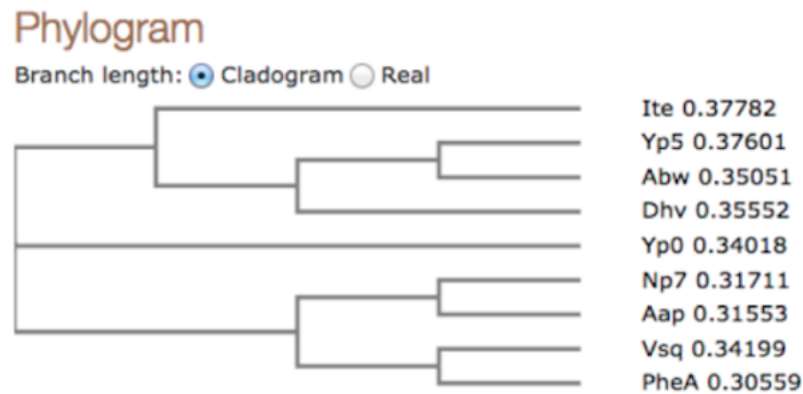 Phylogram
Branch length: Cladogram Real
Ite 0.37782
Yp5 0.37601
Abw 0.35051
Dhv 0.35552
Yp0 0.34018
Np7 0.31711
Aap 0.31553
Vsq 0.34199
PheA 0.30559